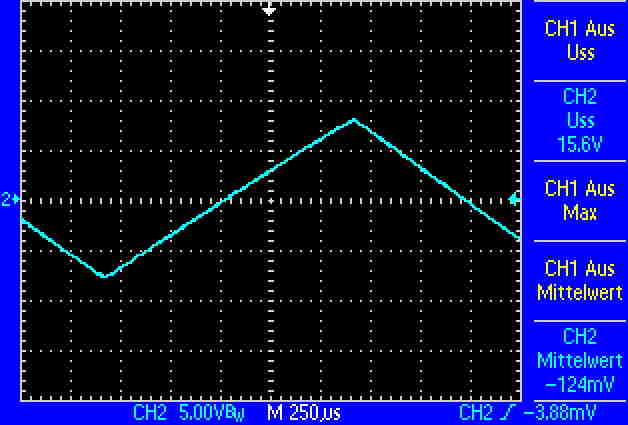 CH1 Aus
Uss
CH2
Uss
15.6V
2
CH1 Aus
Max
CH1 Aus
Mittelwert
CH2
Mittelwert
-124mV
CH2 5.00VBW M 250µs CH2 -3.88mV